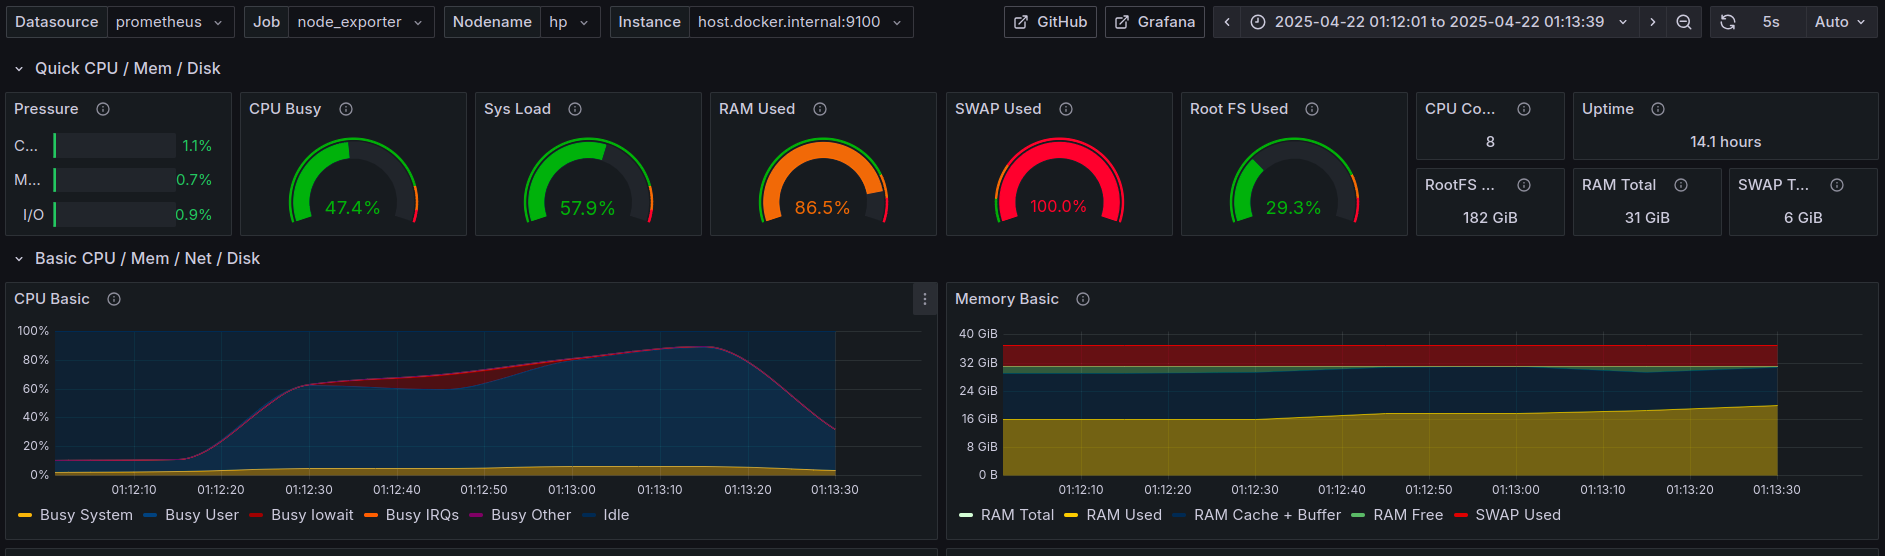 Datasource prometheus Job node_exporter Nodename hp Instance host.docker.internal:9100 GitHub Grafana 2025-04-22 01:12:01 to 2025-04-22 01:13:39 5s Auto
Quick CPU / Mem / Disk
Pressure CPU Busy Sys Load RAM Used SWAP Used Root FS Used CPU Co... Uptime
C... 1.1%
M... 0.7%
I/O 0.9%
47.4% 57.9% 86.5% 100.0% 29.3%
8 14.1 hours
RootFS ... RAM Total SWAP T...
182 GiB 31 GiB 6 GiB
Basic CPU / Mem / Net / Disk
CPU Basic
100%
80%
60%
40%
20%
0%
01:12:10 01:12:20 01:12:30 01:12:40 01:12:50 01:13:00 01:13:10 01:13:20 01:13:30
Busy System Busy User Busy Iowait Busy IRQs Busy Other Idle
Memory Basic
40 GiB
32 GiB
24 GiB
16 GiB
8 GiB
0 B
01:12:10 01:12:20 01:12:30 01:12:40 01:12:50 01:13:00 01:13:10 01:13:20 01:13:30
RAM Total RAM Used RAM Cache + Buffer RAM Free SWAP Used